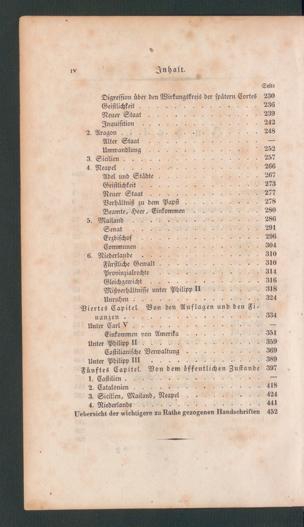 IV Inhalt.
Seite
Digression über den Wirkungskreis der spätern Cortes 230
Geistlichkeit 236
Neuer Staat 239
Inquisition 242
2. Aragon 248
Alter Staat —
Umwandlung 252
3. Sicilien 257
4. Neapel 266
Adel und Städte 267
Geistlichkeit 273
Neuer Staat 277
Verhältniß zu dem Papst 278
Beamte, Heer, Einkommen 280
5. Mailand 286
Senat 291
Erzbischof 296
Communen 304
6. Niederlande 310
Fürstliche Gewalt 310
Provinzialrechte 314
Gleichgewicht 316
Mißverhältnisse unter Philipp II 318
Unruhen 324
Viertes Capitel. Von den Auflagen und den Fi-
nanzen 334
Unter Carl V —
Einkommen von Amerika 351
Unter Philipp II 359
Castilianische Verwaltung 369
Unter Philipp III 389
Fünftes Capitel. Von dem öffentlichen Zustande 397
1. Castilien —
2. Catalonien 418
3. Sicilien, Mailand, Neapel 424
4. Niederlande 441
Uebersicht der wichtigere zu Rathe gezogenen Handschriften 452